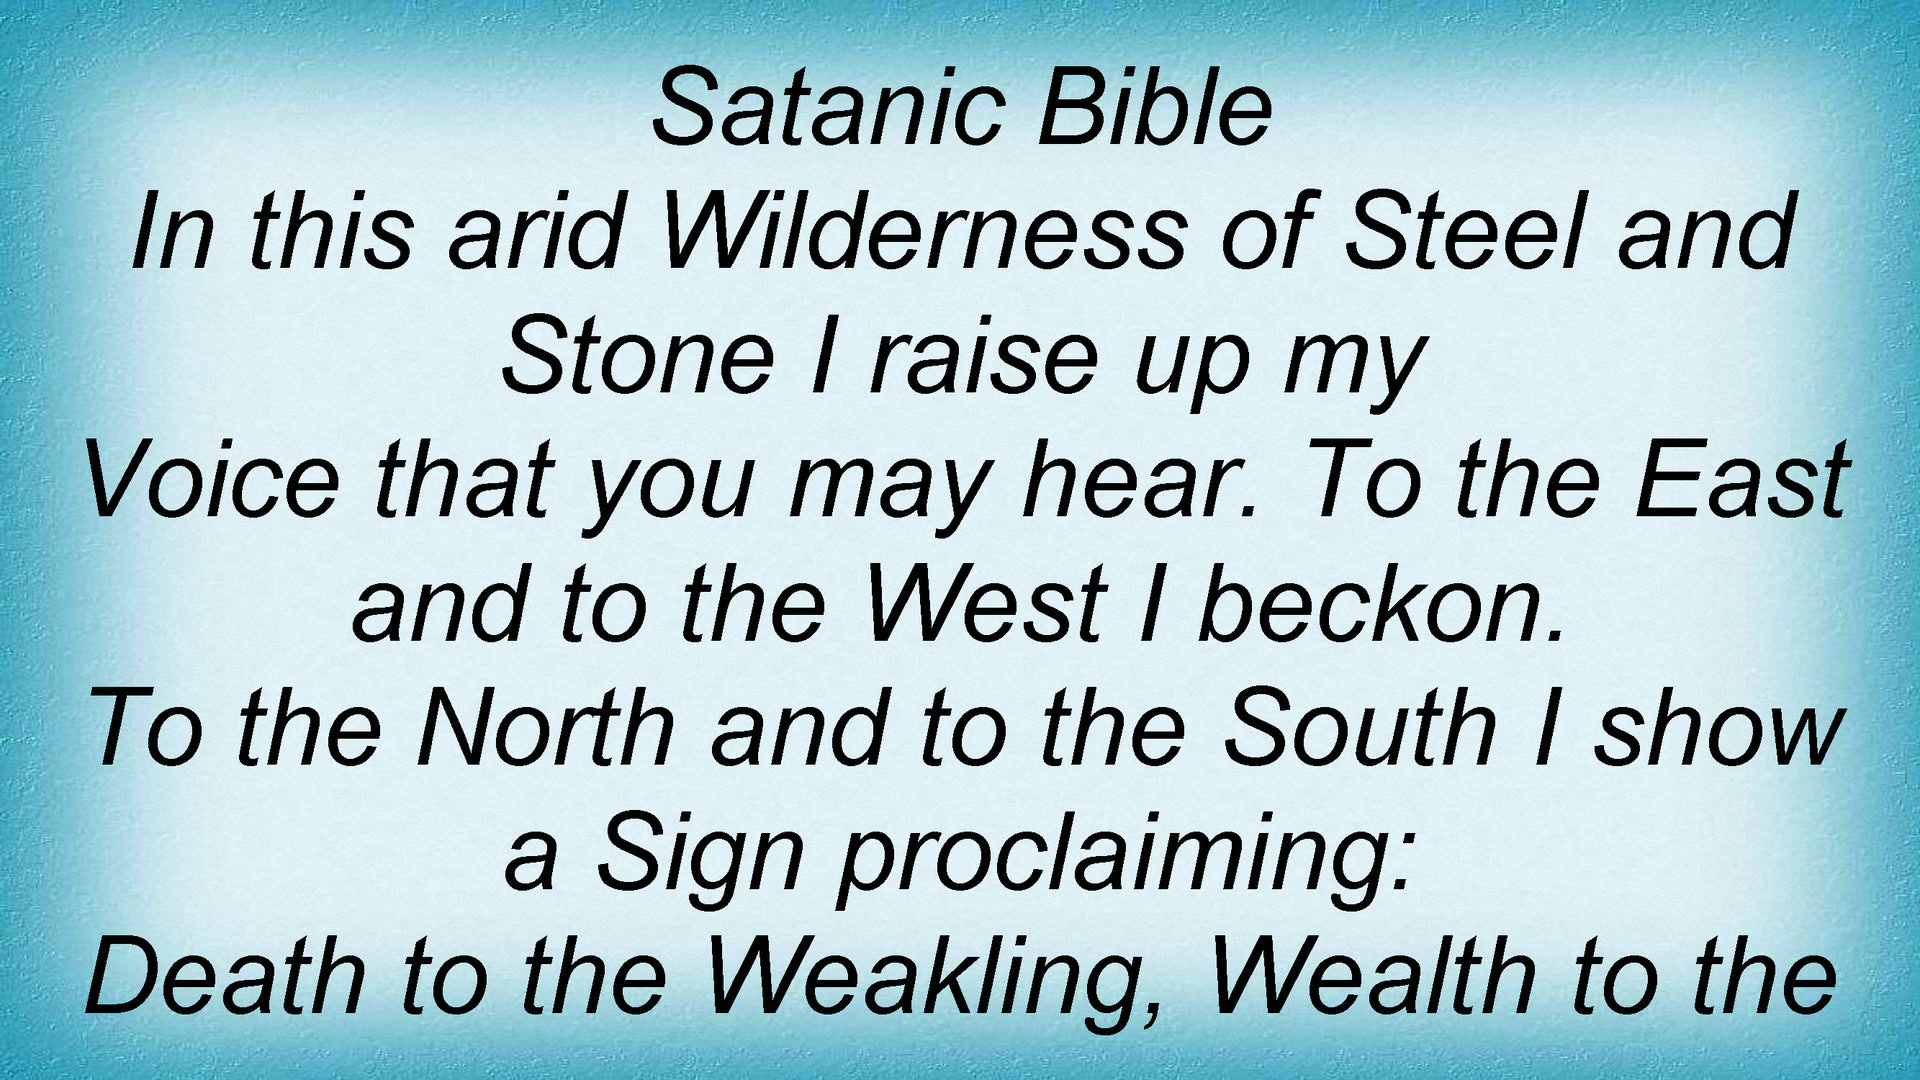 Satanic Bible
In this arid Wilderness of Steel and
Stone I raise up my
Voice that you may hear. To the East
and to the West I beckon.
To the North and to the South I show
a Sign proclaiming:
Death to the Weakling, Wealth to the